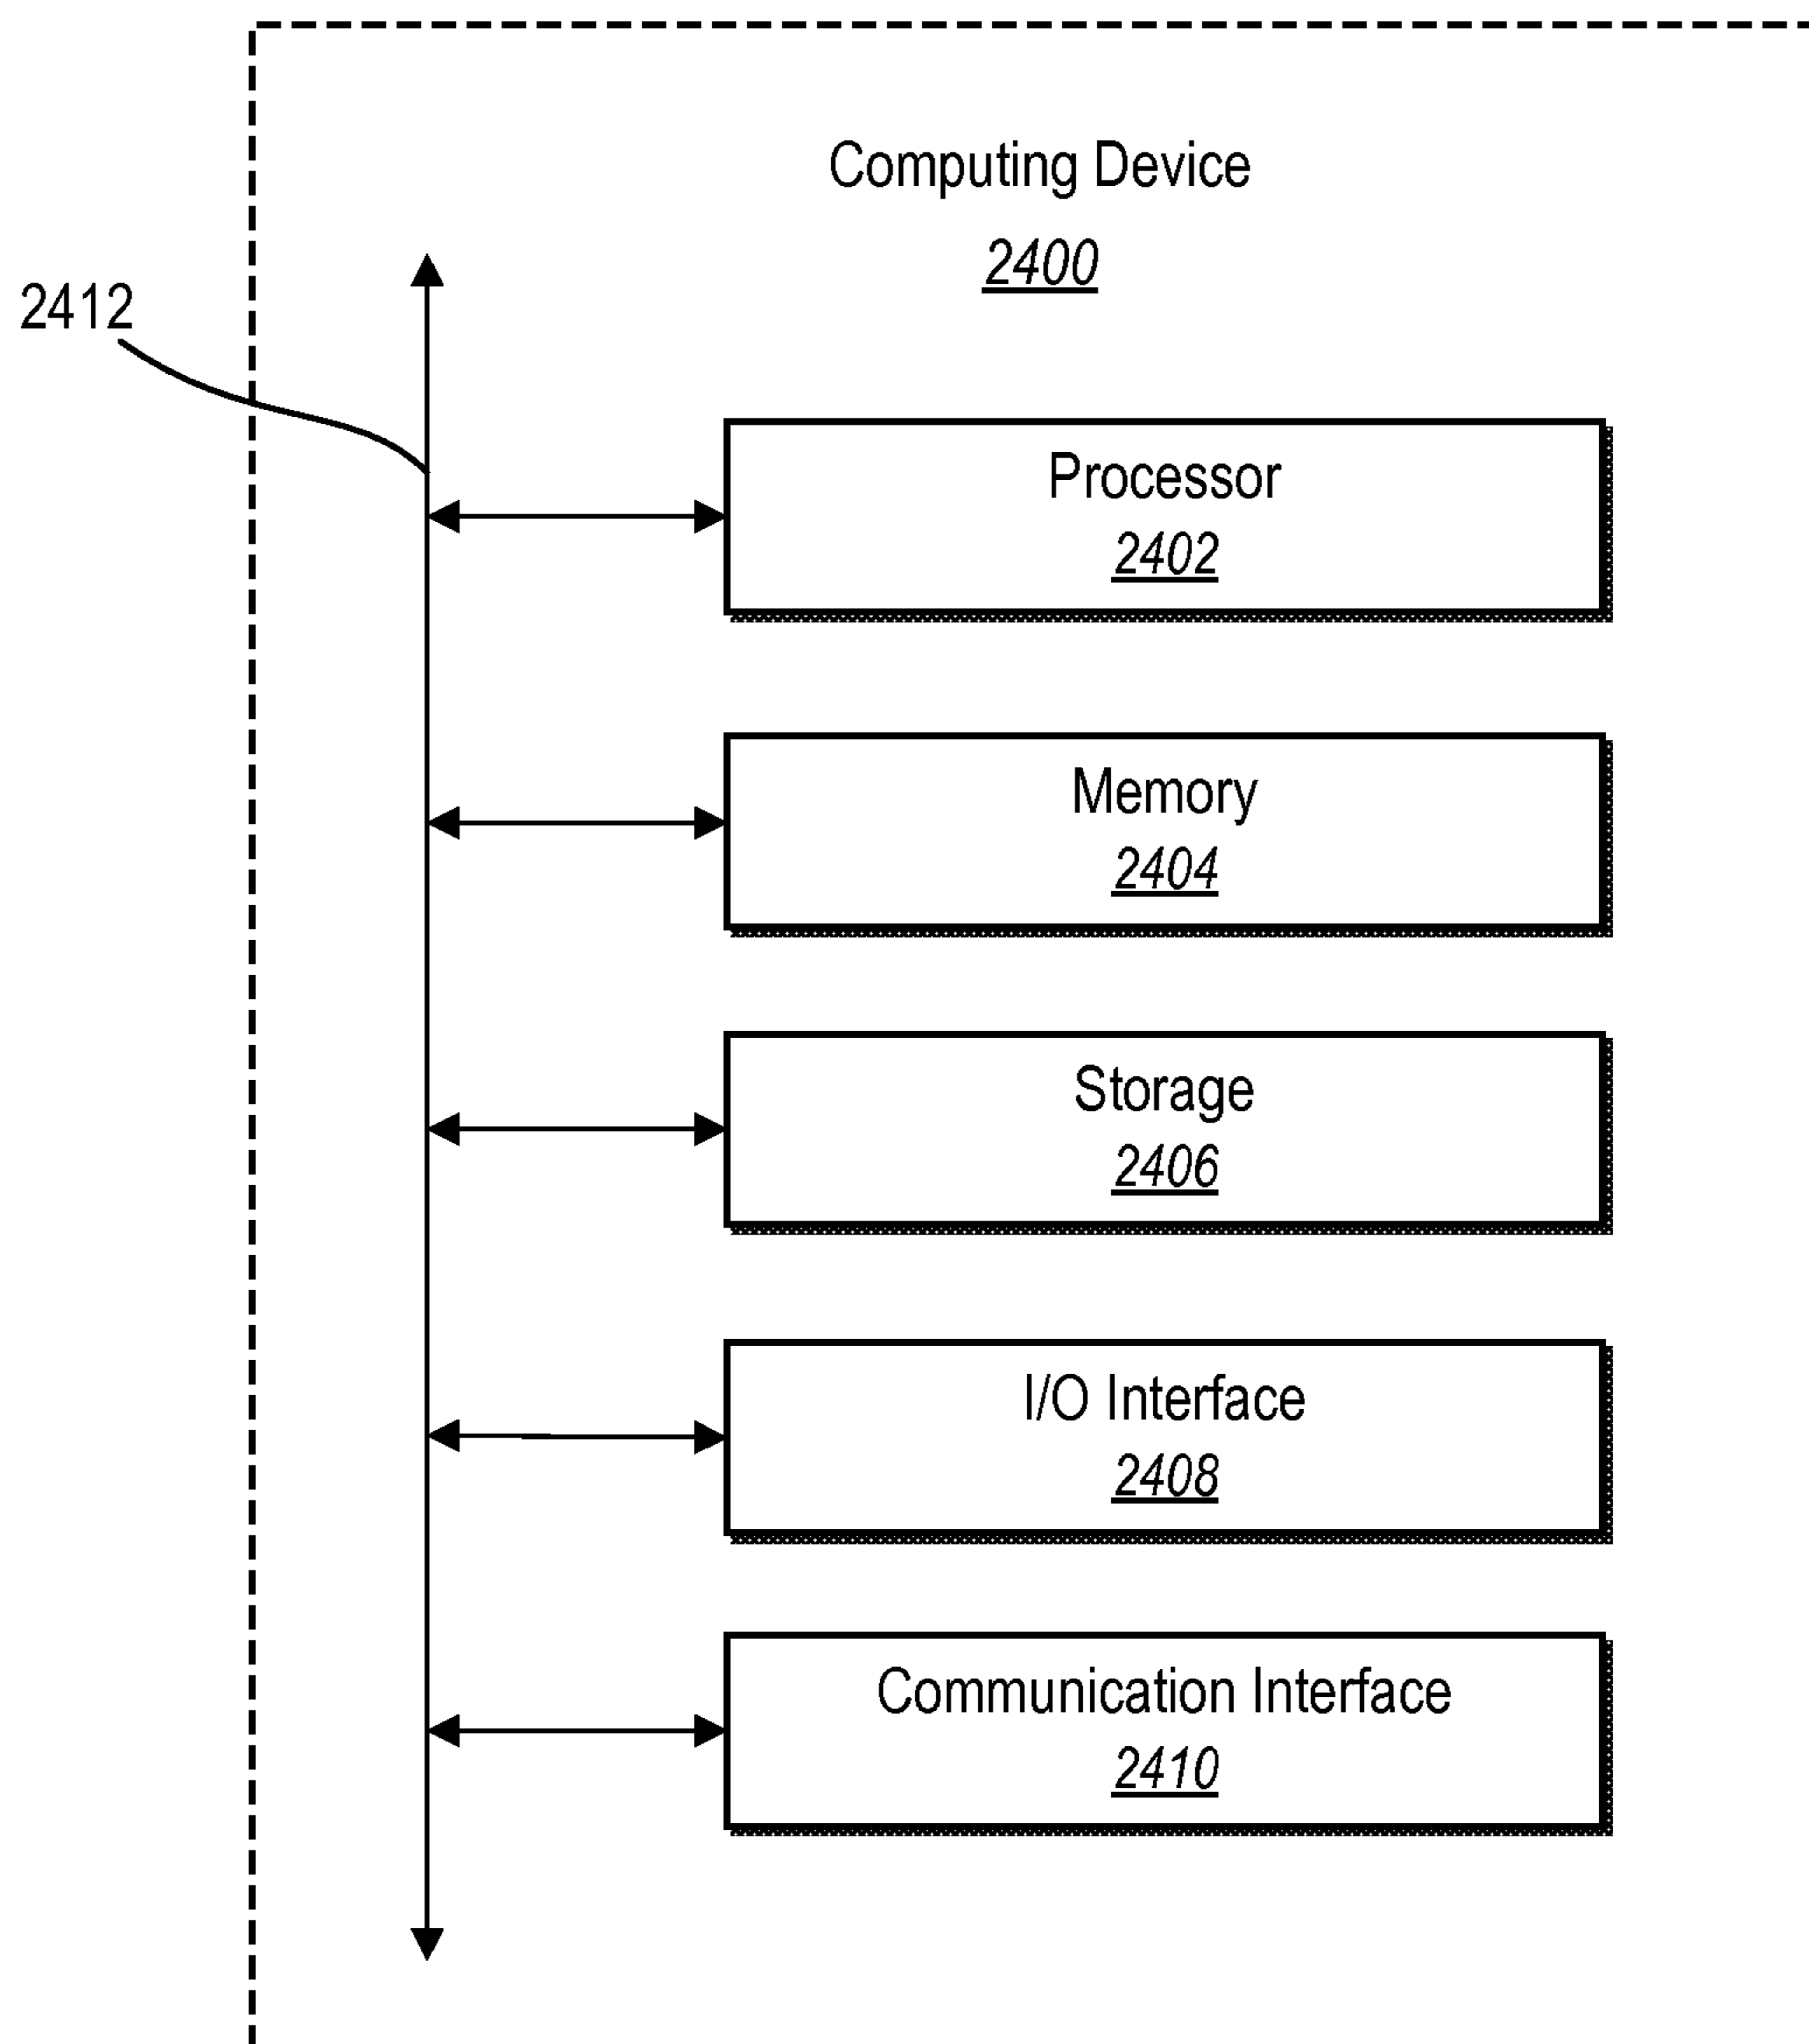 Computing Device
2400
2412
Processor
2402
Memory
2404
Storage
2406
I/O Interface
2408
Communication Interface
2410